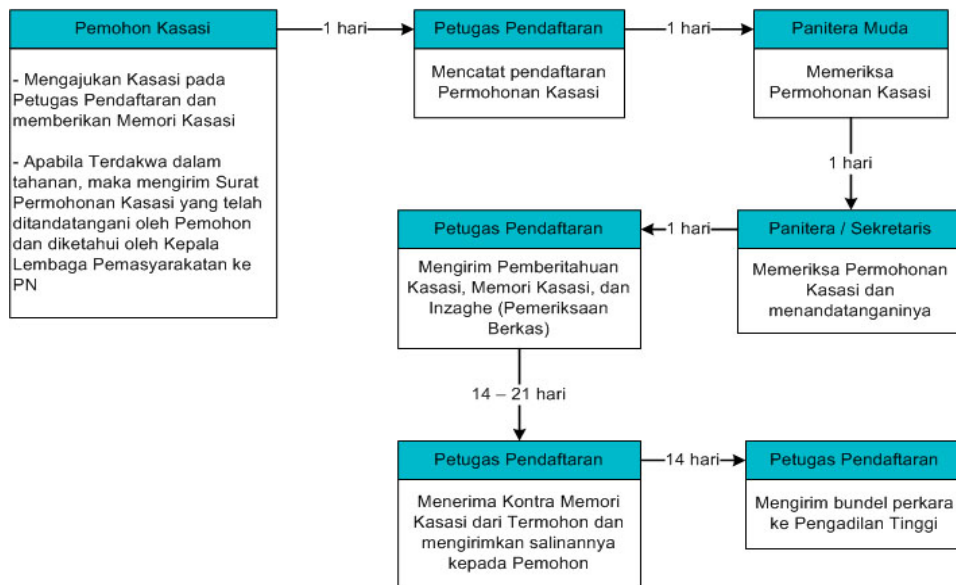 Pemohon Kasasi
- Mengajukan Kasasi pada
Petugas Pendaftaran dan
memberikan Memori Kasasi
- Apabila Terdakwa dalam
tahanan, maka mengirim Surat
Permohonan Kasasi yang telah
ditandatangani oleh Pemohon
dan diketahui oleh Kepala
Lembaga Pemasyarakatan ke
PN
1 hari
Petugas Pendaftaran
Mencatat pendaftaran
Permohonan Kasasi
1 hari
Panitera Muda
Memeriksa
Permohonan Kasasi
1 hari
Panitera / Sekretaris
Memeriksa Permohonan
Kasasi dan
menandatanganinya
1 hari
Petugas Pendaftaran
Mengirim Pemberitahuan
Kasasi, Memori Kasasi, dan
Inzaghe (Pemeriksaan
Berkas)
14 – 21 hari
Petugas Pendaftaran
Menerima Kontra Memori
Kasasi dari Termohon dan
mengirimkan salinannya
kepada Pemohon
14 hari
Petugas Pendaftaran
Mengirim bundel perkara
ke Pengadilan Tinggi